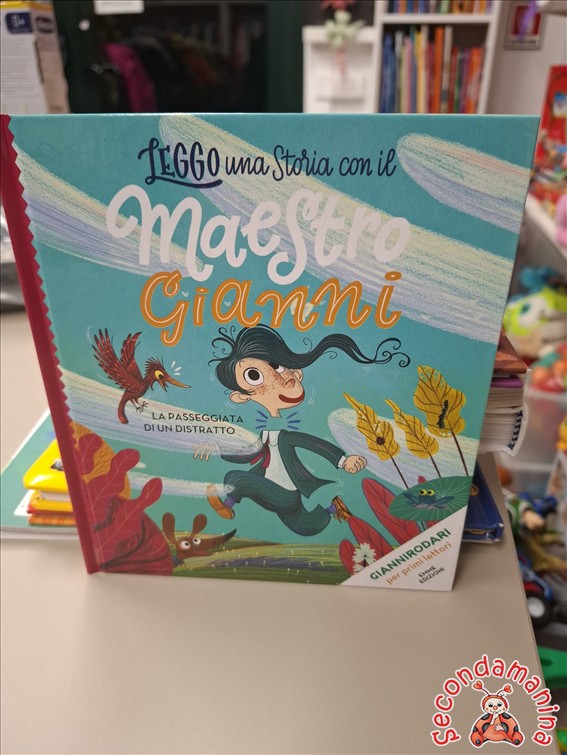 LEGGO una Storia con il
Maestro
Gianni
LA PASSEGGIATA
DI UN DISTRATTO
GIANNIRODARI
per primi lettori
EMME
EDIZIONI
Secondamanina